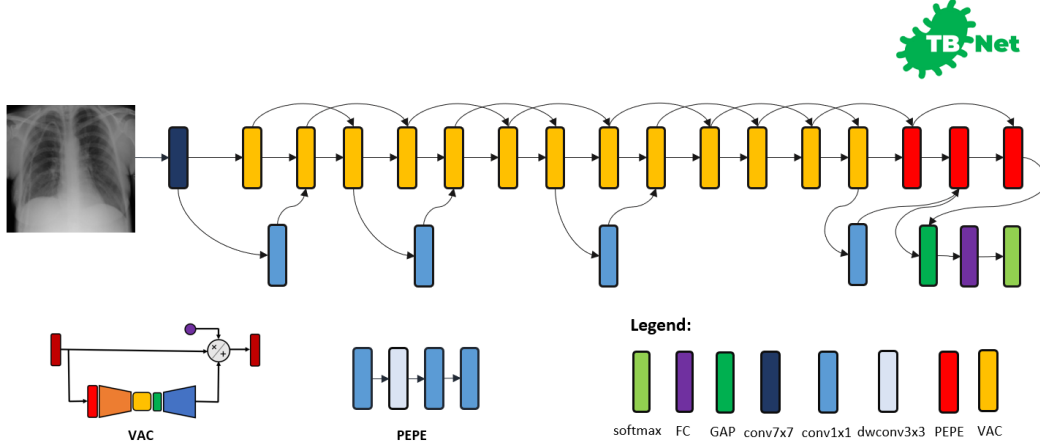 TB Net
Legend:
softmax FC GAP conv7x7 conv1x1 dwconv3x3 PEPE VAC
VAC
PEPE